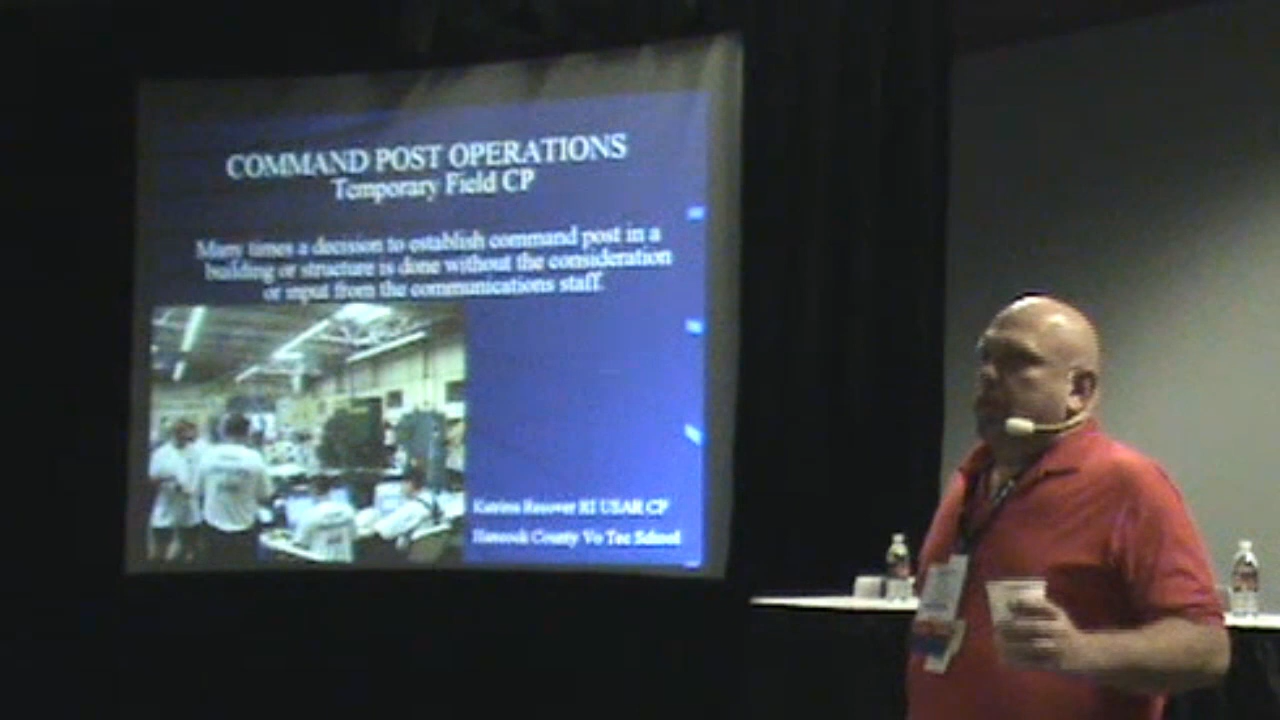 COMMAND POST OPERATIONS
Temporary Field CP
Many times a decision to establish command post in a
building or structure is done without the consideration
or input from the communications staff.
Katrina Recover RI USAR CP
Hancock County Vo Tec School